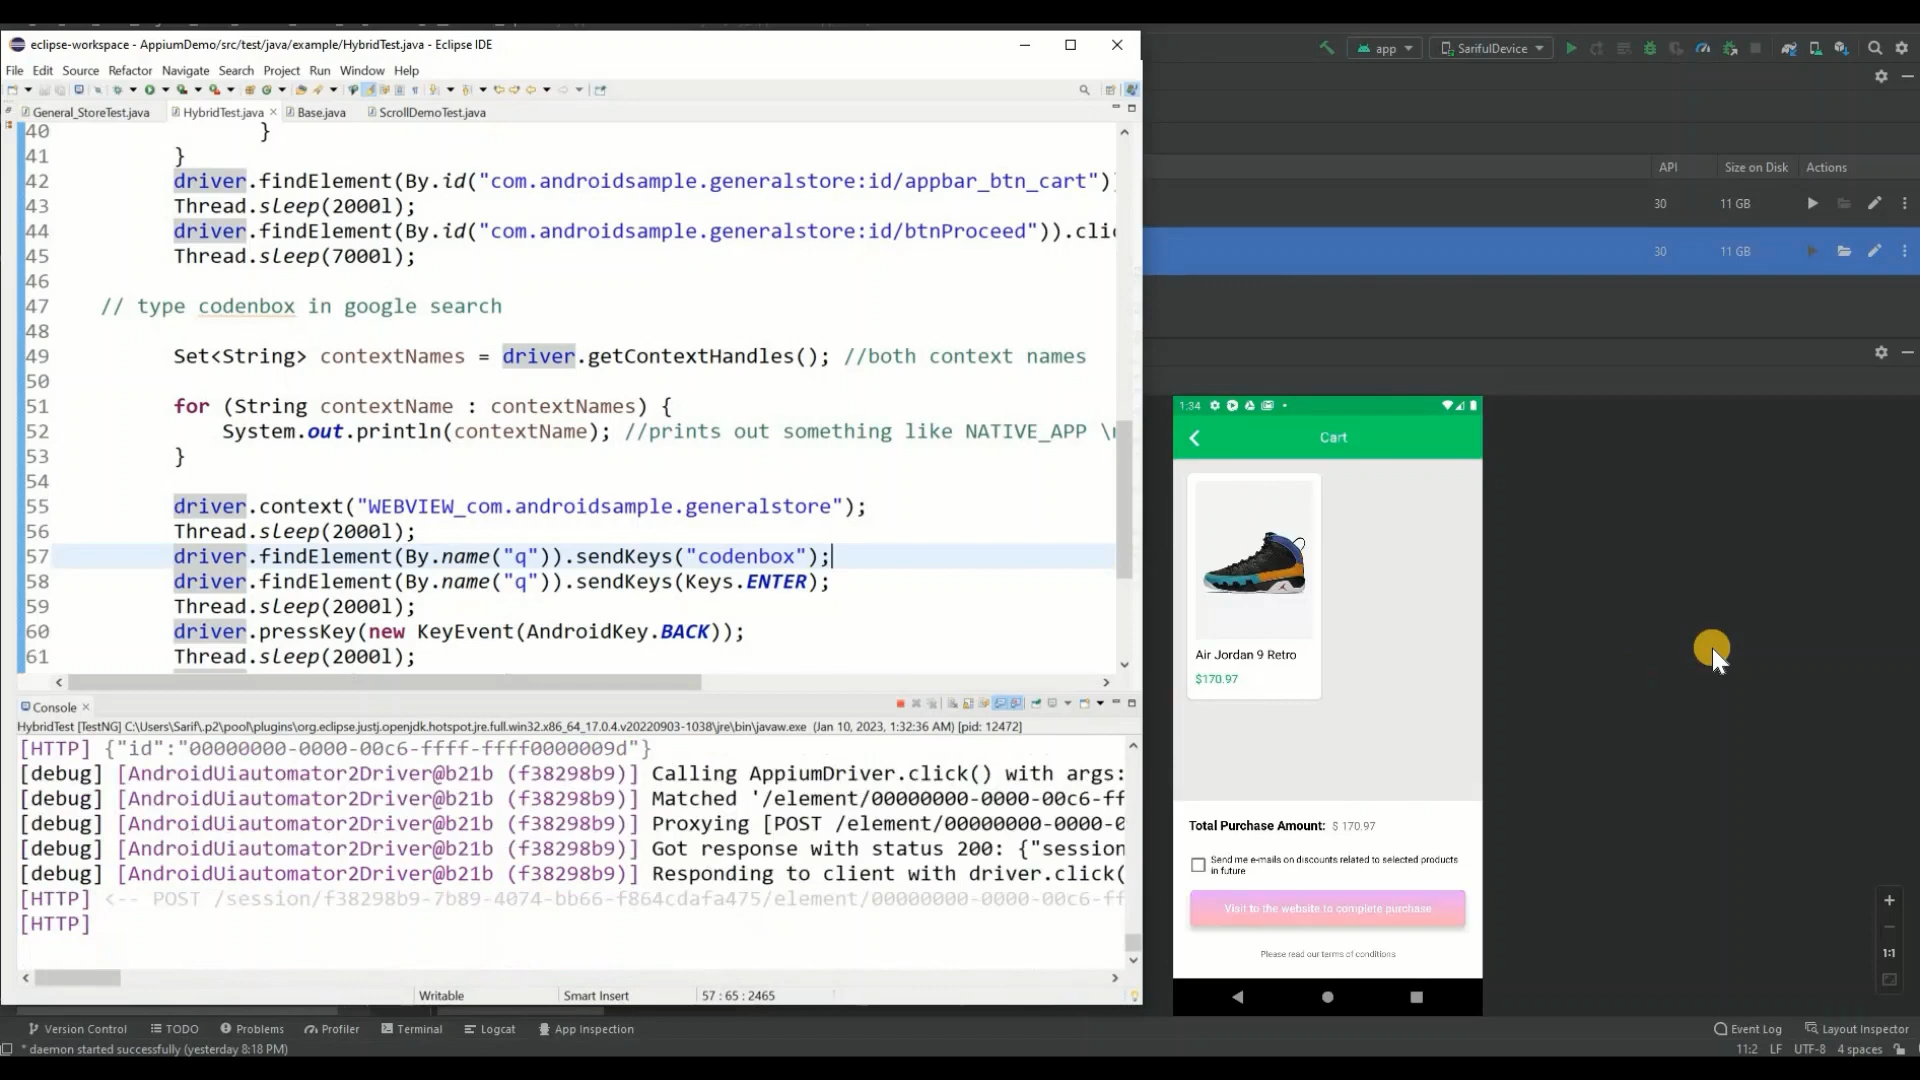 eclipse-workspace - AppiumDemo/src/test/java/example/HybridTest.java - Eclipse IDE
File Edit Source Refactor Navigate Search Project Run Window Help
General_StoreTest.java HybridTest.java Base.java ScrollDemoTest.java
40 }
41 }
42 driver.findElement(By.id("com.androidsample.generalstore:id/appbar_btn_cart")
43 Thread.sleep(2000l);
44 driver.findElement(By.id("com.androidsample.generalstore:id/btnProceed")).clic
45 Thread.sleep(7000l);
46
47 // type codenbox in google search
48
49 Set<String> contextNames = driver.getContextHandles(); //both context names
50
51 for (String contextName : contextNames) {
52 System.out.println(contextName); //prints out something like NATIVE_APP \n
53 }
54
55 driver.context("WEBVIEW_com.androidsample.generalstore");
56 Thread.sleep(2000l);
57 driver.findElement(By.name("q")).sendKeys("codenbox");
58 driver.findElement(By.name("q")).sendKeys(Keys.ENTER);
59 Thread.sleep(2000l);
60 driver.pressKey(new KeyEvent(AndroidKey.BACK));
61 Thread.sleep(2000l);
Console
HybridTest [TestNG] C:\Users\Sarif\.p2\pool\plugins\org.eclipse.justj.openjdk.hotspot.jre.full.win32.x86_64_17.0.4.v20220903-1038\jre\bin\javaw.exe (Jan 10, 2023, 1:32:36 AM) [pid: 12472]
[HTTP] {"id":"00000000-0000-00c6-ffff-ffff0000009d"}
[debug] [AndroidUiautomator2Driver@b21b (f38298b9)] Calling AppiumDriver.click() with args:
[debug] [AndroidUiautomator2Driver@b21b (f38298b9)] Matched '/element/00000000-0000-00c6-ff
[debug] [AndroidUiautomator2Driver@b21b (f38298b9)] Proxying [POST /element/00000000-0000-0
[debug] [AndroidUiautomator2Driver@b21b (f38298b9)] Got response with status 200: {"session
[debug] [AndroidUiautomator2Driver@b21b (f38298b9)] Responding to client with driver.click(
[HTTP] <-- POST /session/f38298b9-7b89-4074-bb66-f864cdafa475/element/00000000-0000-00c6-ff
[HTTP]
Writable Smart Insert 57 : 65 : 2465
app SarifulDevice
API Size on Disk Actions
30 11 GB
30 11 GB
1:34
Cart
Air Jordan 9 Retro
$170.97
Total Purchase Amount: $ 170.97
Send me e-mails on discounts related to selected products
in future
Visit to the website to complete purchase
Please read our terms of conditions
1:1
Version Control TODO Problems Profiler Terminal Logcat App Inspection Event Log Layout Inspector
* daemon started successfully (yesterday 8:18 PM) 11:2 LF UTF-8 4 spaces